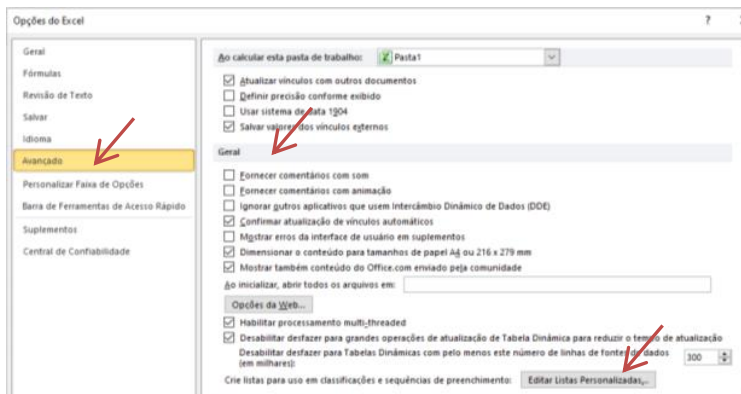 Opções do Excel
?
Geral
Fórmulas
Revisão de Texto
Salvar
Idioma
Avançado
Personalizar Faixa de Opções
Barra de Ferramentas de Acesso Rápido
Suplementos
Central de Confiabilidade
Ao calcular esta pasta de trabalho: Pasta1
Atualizar vínculos com outros documentos
Definir precisão conforme exibido
Usar sistema de data 1904
Salvar valores dos vínculos externos
Geral
Fornecer comentários com som
Fornecer comentários com animação
Ignorar outros aplicativos que usem Intercâmbio Dinâmico de Dados (DDE)
Confirmar atualização de vínculos automáticos
Mostrar erros da interface de usuário em suplementos
Dimensionar o conteúdo para tamanhos de papel A4 ou 216 x 279 mm
Mostrar também conteúdo do Office.com enviado pela comunidade
Ao inicializar, abrir todos os arquivos em:
Opções da Web...
Habilitar processamento multi-threaded
Desabilitar desfazer para grandes operações de atualização de Tabela Dinâmica para reduzir o tempo de atualização
Desabilitar desfazer para Tabelas Dinâmicas com pelo menos este número de linhas de fontes de dados 300
(em milhares):
Crie listas para uso em classificações e sequências de preenchimento: Editar Listas Personalizadas...